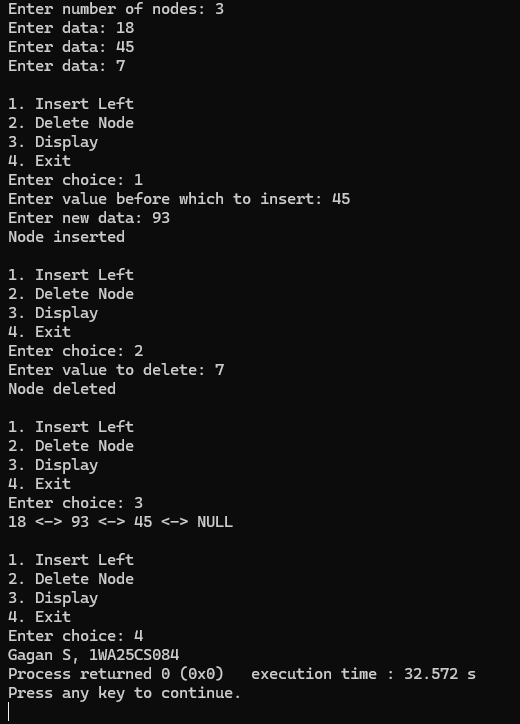 Enter number of nodes: 3
Enter data: 18
Enter data: 45
Enter data: 7

1. Insert Left
2. Delete Node
3. Display
4. Exit
Enter choice: 1
Enter value before which to insert: 45
Enter new data: 93
Node inserted

1. Insert Left
2. Delete Node
3. Display
4. Exit
Enter choice: 2
Enter value to delete: 7
Node deleted

1. Insert Left
2. Delete Node
3. Display
4. Exit
Enter choice: 3
18 <-> 93 <-> 45 <-> NULL

1. Insert Left
2. Delete Node
3. Display
4. Exit
Enter choice: 4
Gagan S, 1WA25CS084
Process returned 0 (0x0)   execution time : 32.572 s
Press any key to continue.